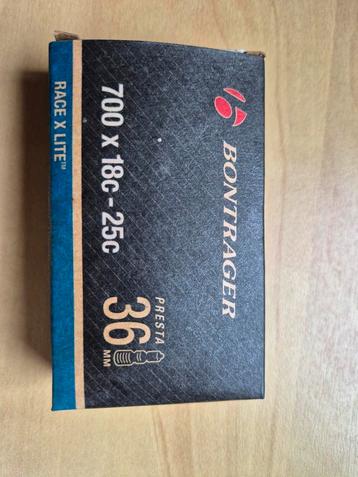 BONTRAGER
700 x 18c-25c
PRESTA
36
MM
RACE X LITE™